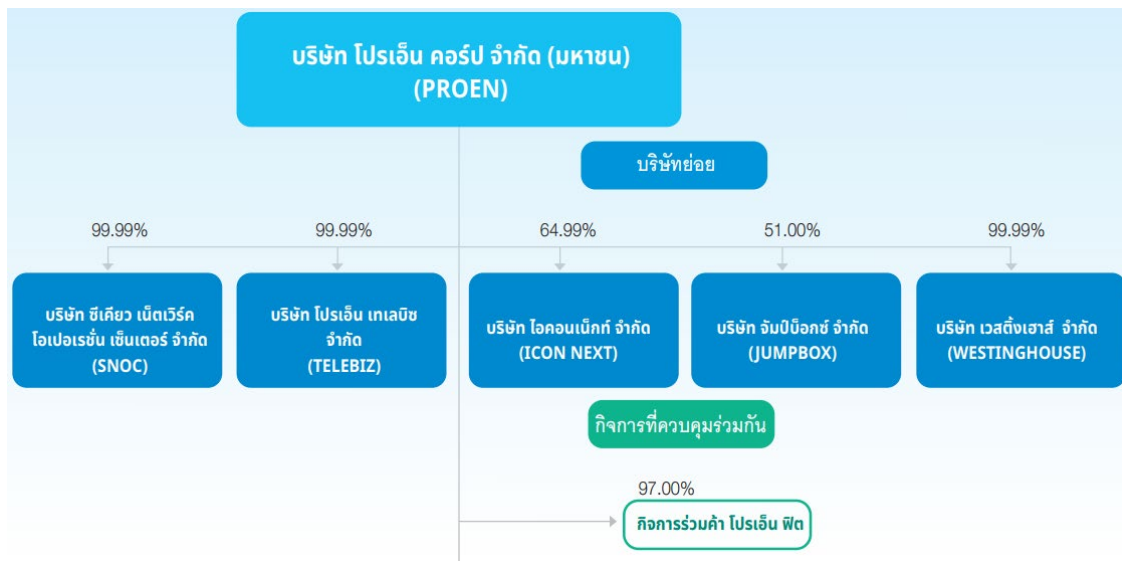 บริษัท โปรเอ็น คอร์ป จำกัด (มหาชน)
(PROEN)
บริษัทย่อย
99.99%
99.99%
64.99%
51.00%
99.99%
บริษัท ซีเคียว เน็ตเวิร์ค
โอเปอเรชั่น เซ็นเตอร์ จำกัด
(SNOC)
บริษัท โปรเอ็น เทเลบิซ
จำกัด
(TELEBIZ)
บริษัท ไอคอนเน็กท์ จำกัด
(ICON NEXT)
บริษัท จัมป์บ็อกซ์ จำกัด
(JUMPBOX)
บริษัท เวสติ้งเฮาส์ จำกัด
(WESTINGHOUSE)
กิจการที่ควบคุมร่วมกัน
97.00%
กิจการร่วมค้า โปรเอ็น ฟิต